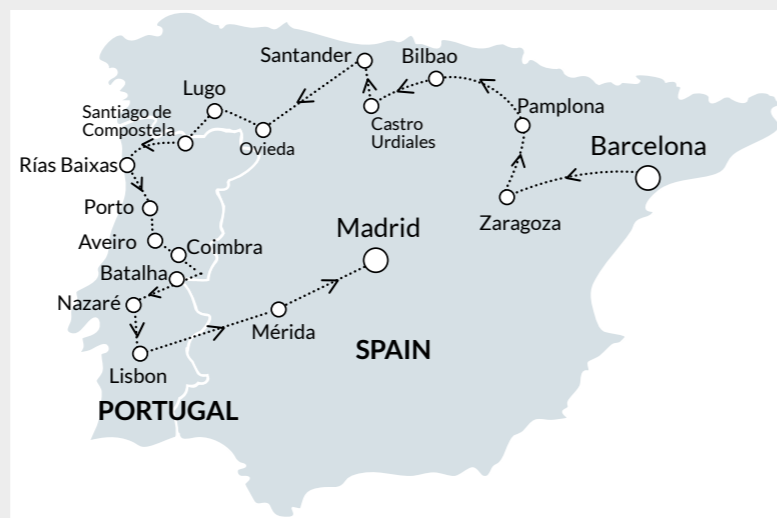 Santander
Bilbao
Lugo
Santiago de
Compostela
Ovieda
Castro
Urdiales
Pamplona
Barcelona
Rías Baixas
Zaragoza
Porto
Aveiro
Coimbra
Madrid
Batalha
Nazaré
Mérida
SPAIN
Lisbon
PORTUGAL